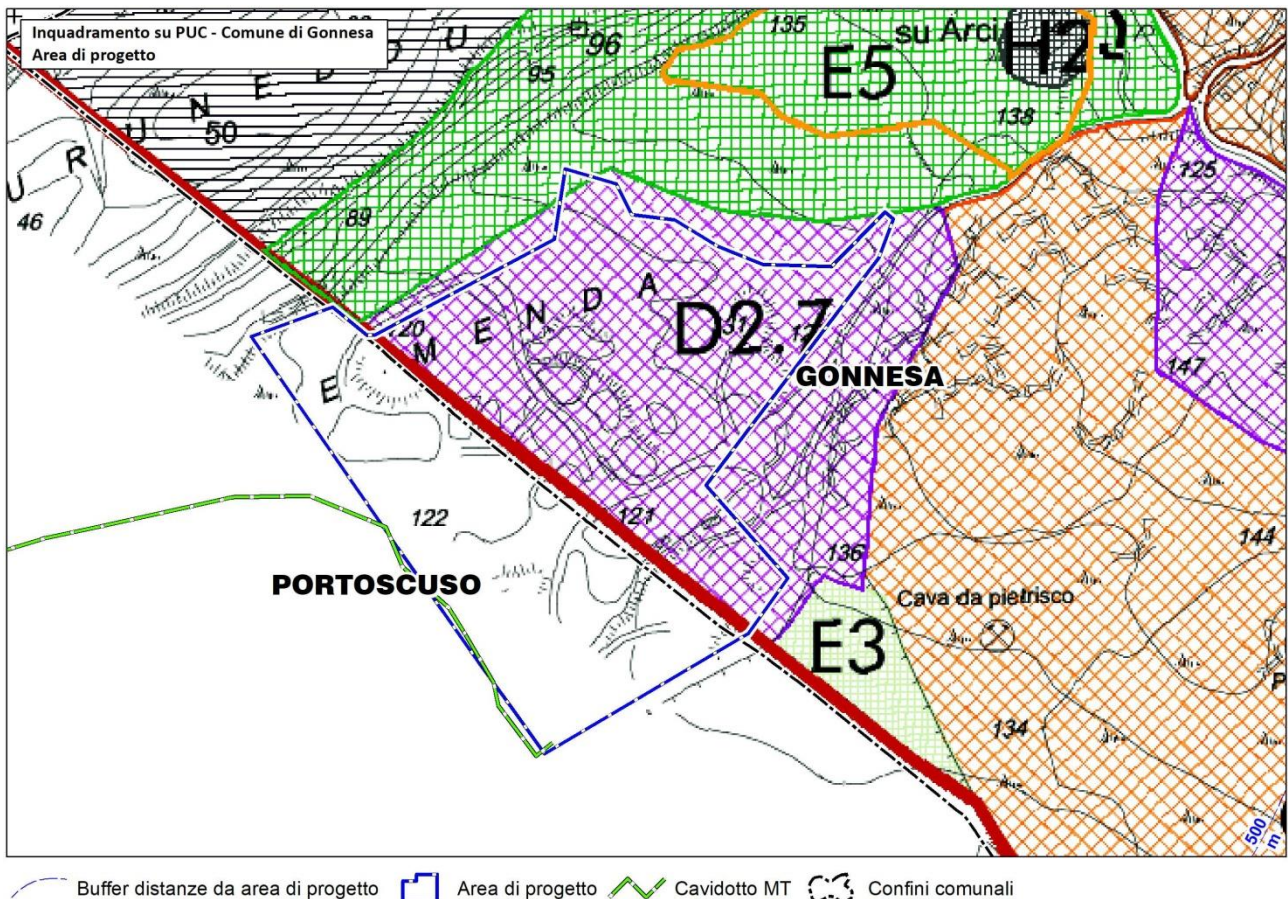 Inquadramento su PUC - Comune di Gonnesa
Area di progetto
135
su Arci
96
E5
H2.
95
U N E D D U
50
138
U R
125
46
89
M E N D A
D2.7
120
147
GONNESA
E
122
121
136
144
PORTOSCUSO
Cava da pietrisco
E3
134
P
500 m
Buffer distanze da area di progetto
Area di progetto
Cavidotto MT
Confini comunali